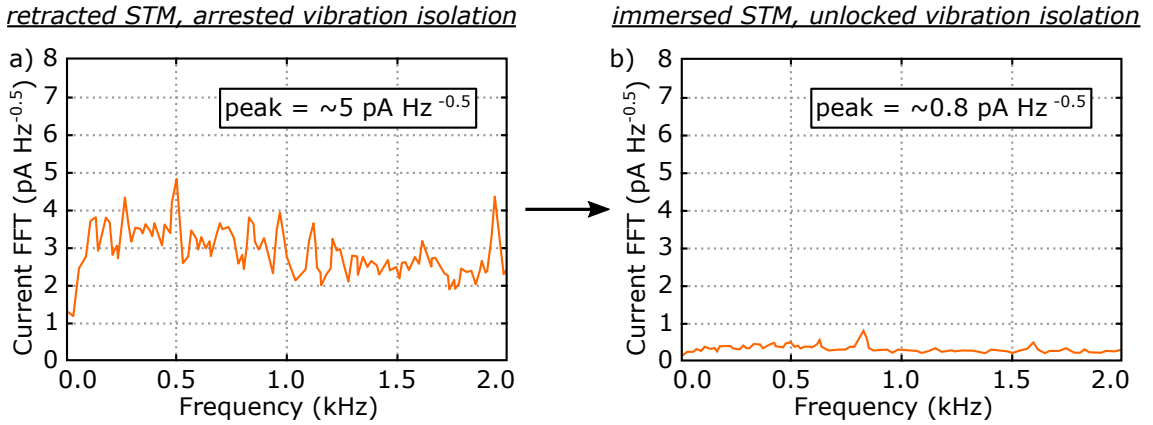 retracted STM, arrested vibration isolation
a)
8
7
6
5
4
3
2
1
0
Current FFT (pA Hz-0.5)
peak = ~5 pA Hz -0.5
0.0 0.5 1.0 1.5 2.0
Frequency (kHz)
immersed STM, unlocked vibration isolation
b)
8
7
6
5
4
3
2
1
0
Current FFT (pA Hz-0.5)
peak = ~0.8 pA Hz -0.5
0.0 0.5 1.0 1.5 2.0
Frequency (kHz)